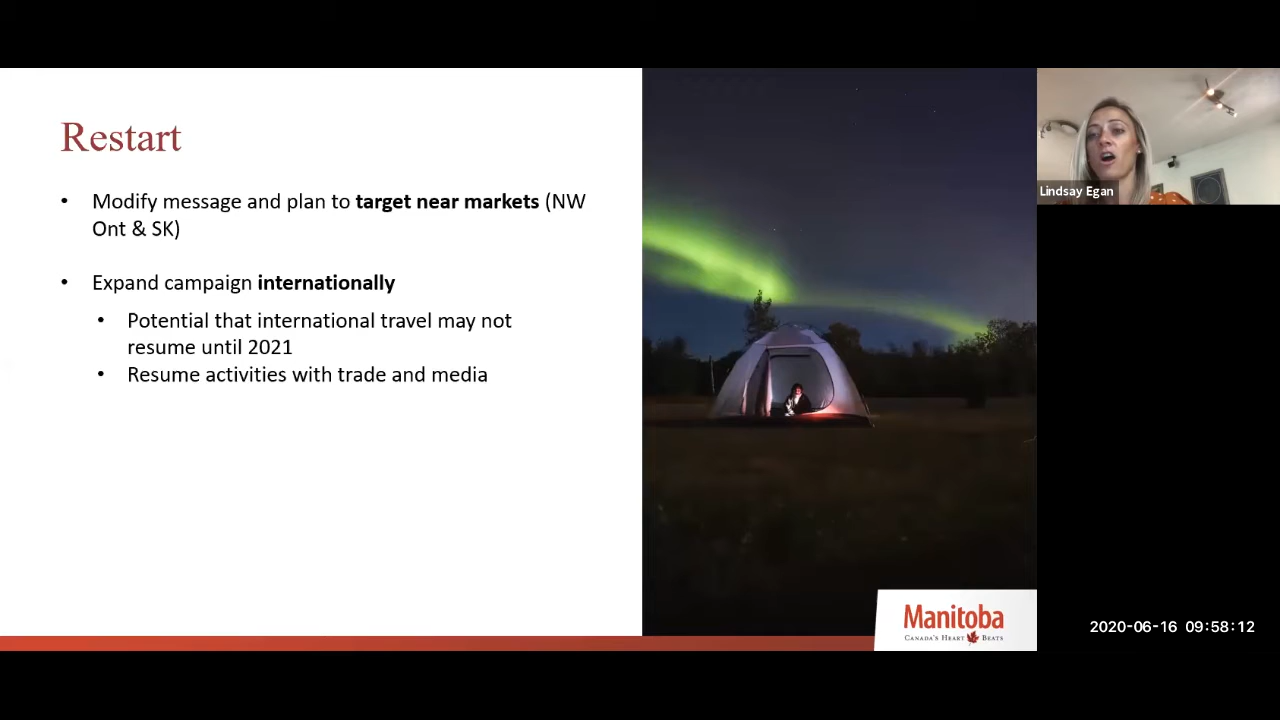 Restart
• Modify message and plan to target near markets (NW
Ont & SK)
• Expand campaign internationally
• Potential that international travel may not
resume until 2021
• Resume activities with trade and media
Lindsay Egan
Manitoba
CANADA'S HEART BEATS
2020-06-16 09:58:12